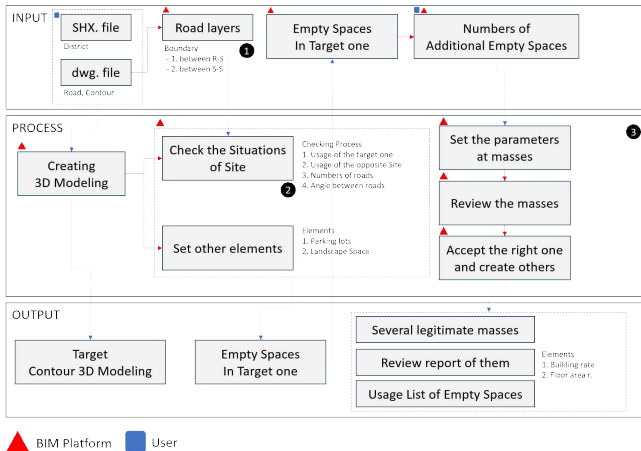 INPUT
SHX. file
District
dwg. file
Road, Contour
Road layers
Boundary
- 1. between R-S
- 2. between S-S
1
Empty Spaces
In Target one
Numbers of
Additional Empty Spaces
PROCESS
Creating
3D Modeling
Check the Situations
of Site
2
Checking Process
1. Usage of the target one
2. Usage of the opposite Site
3. Numbers of roads
4. Angle between roads
Set other elements
Elements
1. Parking lots
2. Landscape Space
3
Set the parameters
at masses
Review the masses
Accept the right one
and create others
OUTPUT
Target
Contour 3D Modeling
Empty Spaces
In Target one
Several legitimate masses
Review report of them
Usage List of Empty Spaces
Elements
1. Building rate
2. Floor area r.
BIM Platform
User